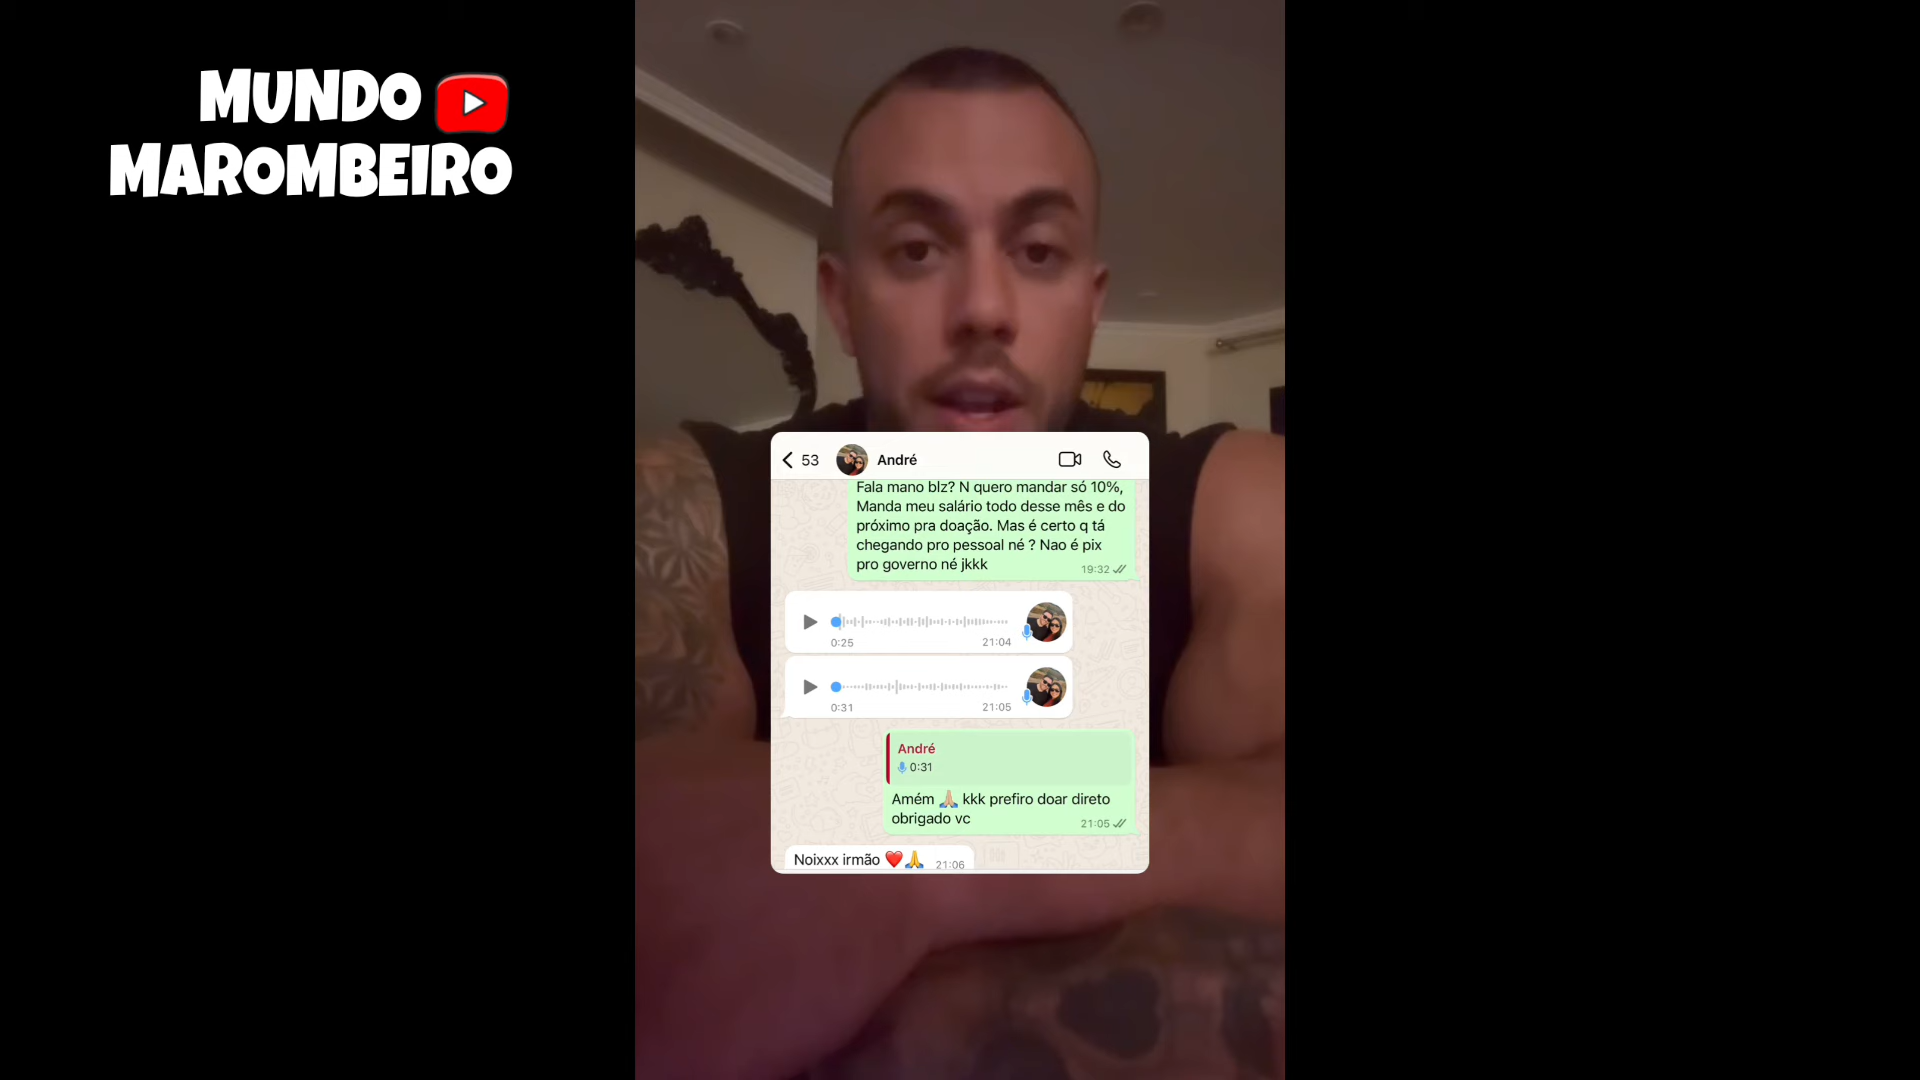 MUNDO
MAROMBEIRO
53
André
Fala mano blz? N quero mandar só 10%,
Manda meu salário todo desse mês e do
próximo pra doação. Mas é certo q tá
chegando pro pessoal né ? Nao é pix
pro governo né jkkk
19:32
0:25
21:04
0:31
21:05
André
0:31
Amém 🙏🏼 kkk prefiro doar direto
obrigado vc
21:05
Noixxx irmão ❤️🙏
21:06